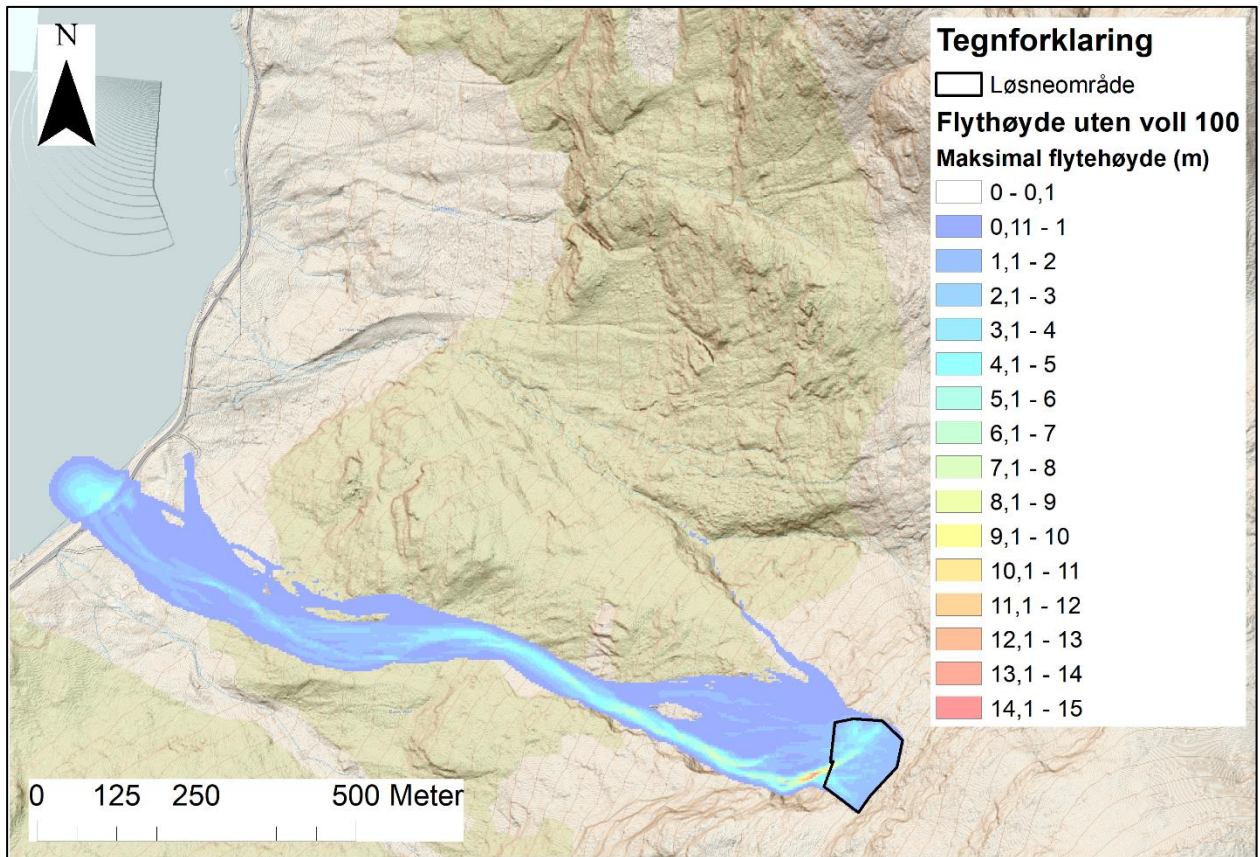 N
Tegnforklaring
Løsneområde
Flythøyde uten voll 100
Maksimal flytehøyde (m)
0 - 0,1
0,11 - 1
1,1 - 2
2,1 - 3
3,1 - 4
4,1 - 5
5,1 - 6
6,1 - 7
7,1 - 8
8,1 - 9
9,1 - 10
10,1 - 11
11,1 - 12
12,1 - 13
13,1 - 14
14,1 - 15
0 125 250 500 Meter